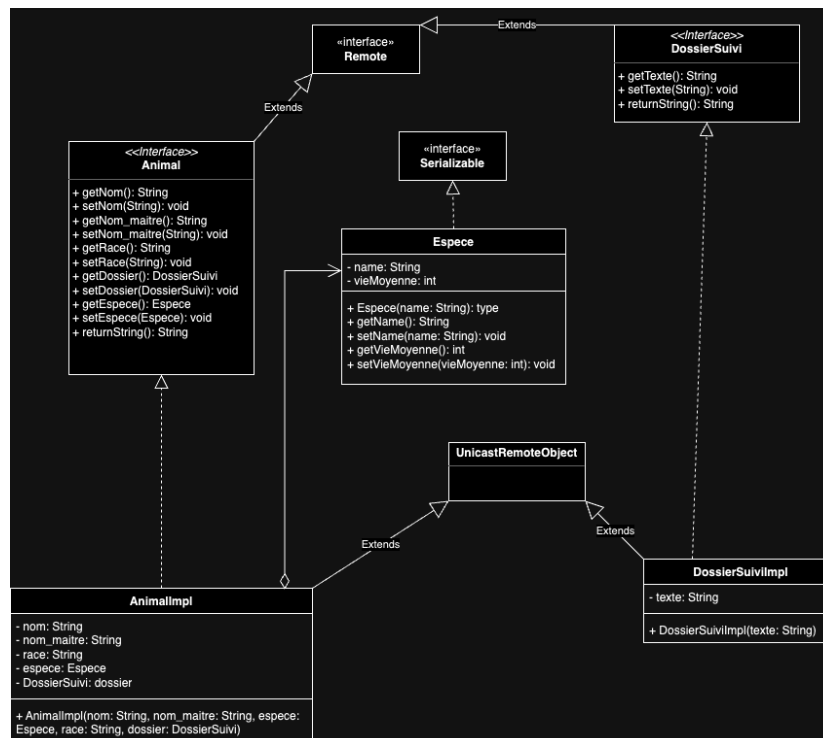 «interface»
Remote
Extends
<<Interface>>
DossierSuivi
+ getTexte(): String
+ setTexte(String): void
+ returnString(): String
Extends
<<Interface>>
Animal
+ getNom(): String
+ setNom(String): void
+ getNom_maitre(): String
+ setNom_maitre(String): void
+ getRace(): String
+ setRace(String): void
+ getDossier(): DossierSuivi
+ setDossier(DossierSuivi): void
+ getEspece(): Espece
+ setEspece(Espece): void
+ returnString(): String
«interface»
Serializable
Espece
- name: String
- vieMoyenne: int
+ Espece(name: String): type
+ getName(): String
+ setName(name: String): void
+ getVieMoyenne(): int
+ setVieMoyenne(vieMoyenne: int): void
UnicastRemoteObject
Extends
Extends
AnimalImpl
- nom: String
- nom_maitre: String
- race: String
- espece: Espece
- DossierSuivi: dossier
+ AnimalImpl(nom: String, nom_maitre: String, espece:
Espece, race: String, dossier: DossierSuivi)
DossierSuiviImpl
- texte: String
+ DossierSuiviImpl(texte: String)